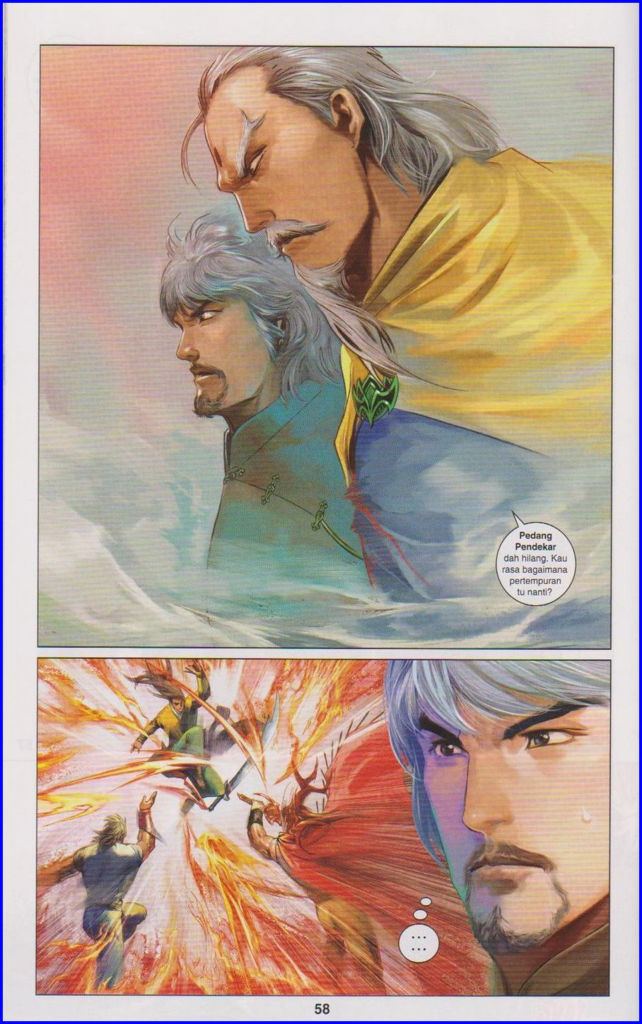 Pedang
Pendekar
dah hilang. Kau
rasa bagaimana
pertempuran
tu nanti?
...
...
58